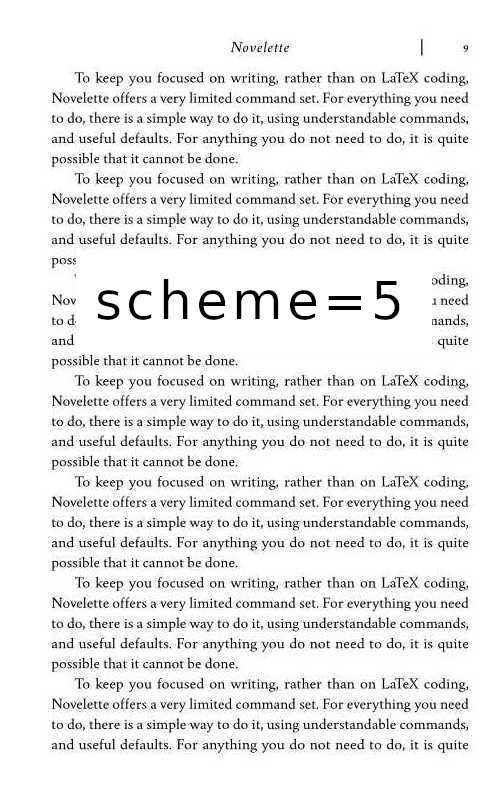 Novelette | 9
To keep you focused on writing, rather than on LaTeX coding,
Novelette offers a very limited command set. For everything you need
to do, there is a simple way to do it, using understandable commands,
and useful defaults. For anything you do not need to do, it is quite
possible that it cannot be done.
To keep you focused on writing, rather than on LaTeX coding,
Novelette offers a very limited command set. For everything you need
to do, there is a simple way to do it, using understandable commands,
and useful defaults. For anything you do not need to do, it is quite
need
to
quite
and
scheme=5
possible that it cannot be done.
To keep you focused on writing, rather than on LaTeX coding,
Novelette offers a very limited command set. For everything you need
to do, there is a simple way to do it, using understandable commands,
and useful defaults. For anything you do not need to do, it is quite
possible that it cannot be done.
To keep you focused on writing, rather than on LaTeX coding,
Novelette offers a very limited command set. For everything you need
to do, there is a simple way to do it, using understandable commands,
and useful defaults. For anything you do not need to do, it is quite
possible that it cannot be done.
To keep you focused on writing, rather than on LaTeX coding,
Novelette offers a very limited command set. For everything you need
to do, there is a simple way to do it, using understandable commands,
and useful defaults. For anything you do not need to do, it is quite
possible that it cannot be done.
To keep you focused on writing, rather than on LaTeX coding,
Novelette offers a very limited command set. For everything you need
to do, there is a simple way to do it, using understandable commands,
and useful defaults. For anything you do not need to do, it is quite